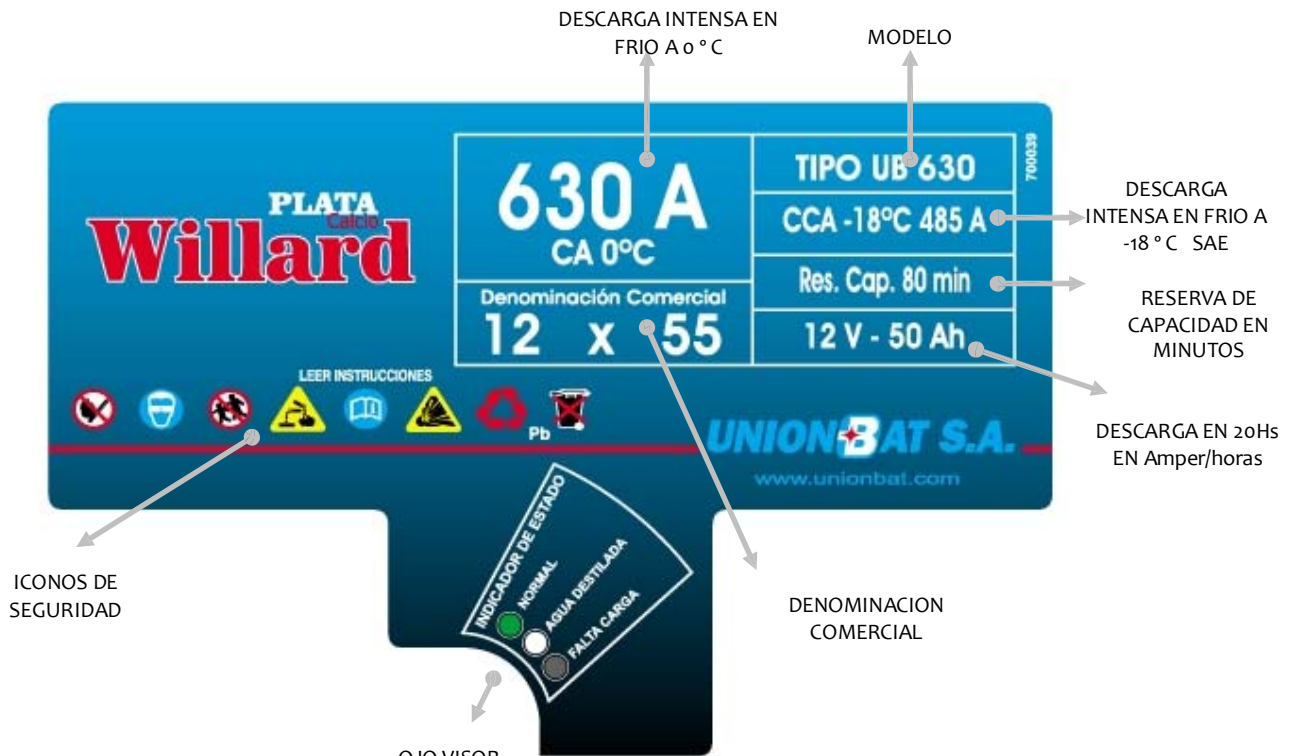 DESCARGA INTENSA EN
FRIO A 0 º C
MODELO
630 A
CA 0ºC
Denominación Comercial
12 x 55
TIPO UB 630
CCA -18ºC 485 A
Res. Cap. 80 min
12 V - 50 Ah
700039
PLATA
Calcio
Willard
DESCARGA
INTENSA EN FRIO A
-18 º C SAE
RESERVA DE
CAPACIDAD EN
MINUTOS
DESCARGA EN 20Hs
EN Amper/horas
LEER INSTRUCCIONES
Pb
UNIONBAT S.A.
www.unionbat.com
INDICADOR DE ESTADO
NORMAL
AGUA DESTILADA
FALTA CARGA
ICONOS DE
SEGURIDAD
DENOMINACION
COMERCIAL
OJO VISOR